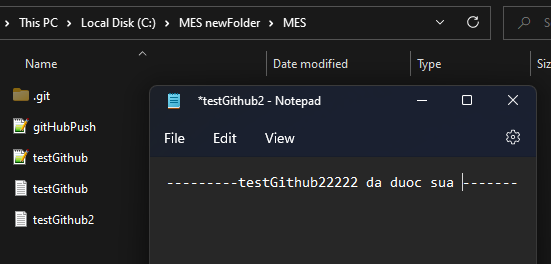 This PC > Local Disk (C:) > MES newFolder > MES
Name Date modified Type Siz
.git
gitHubPush
testGithub
testGithub
testGithub2
*testGithub2 - Notepad
File Edit View
---------testGithub22222 da duoc sua -------